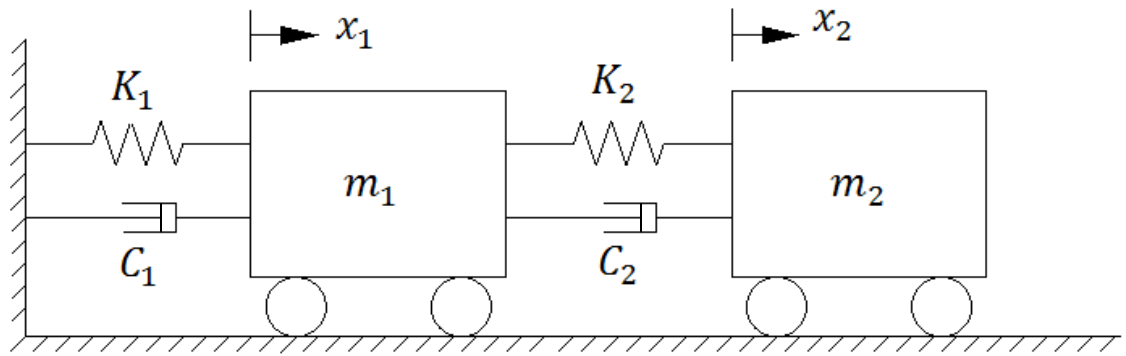 x₁ x₂
K₁ K₂
m₁ m₂
C₁ C₂